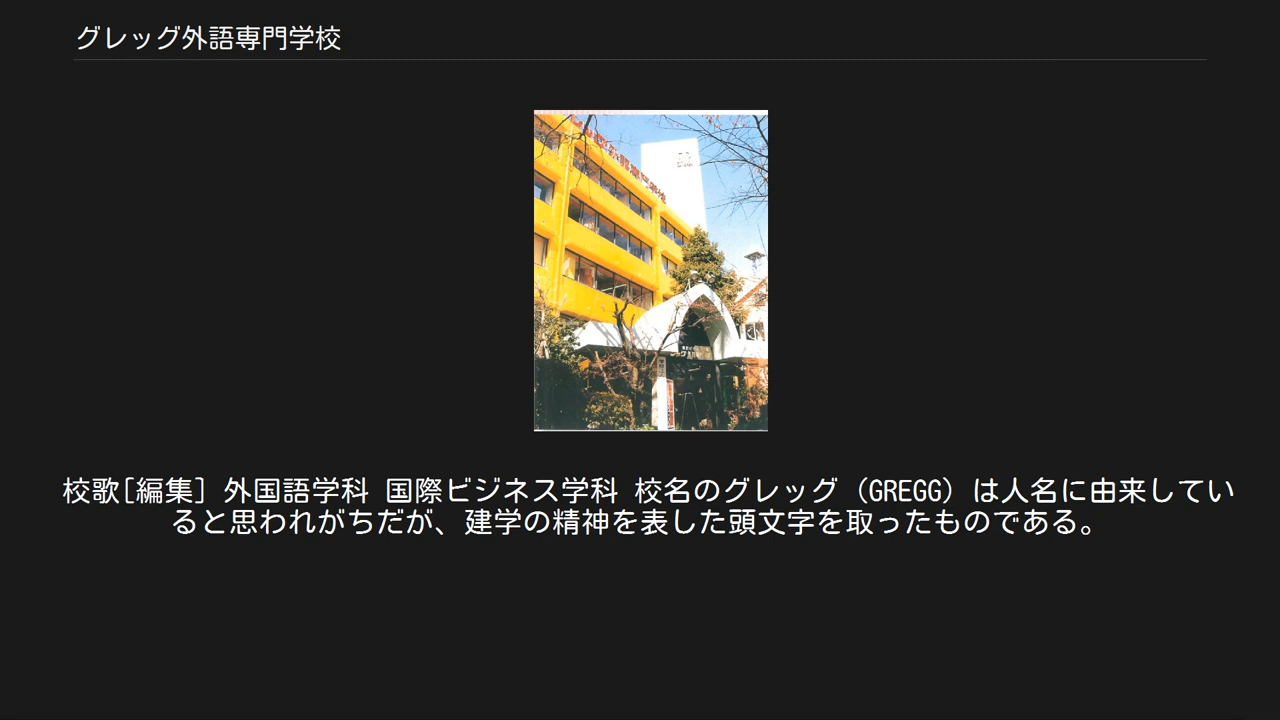 グレッグ外語専門学校
校歌[編集] 外国語学科 国際ビジネス学科 校名のグレッグ（GREGG）は人名に由来してい
ると思われがちだが、建学の精神を表した頭文字を取ったものである。